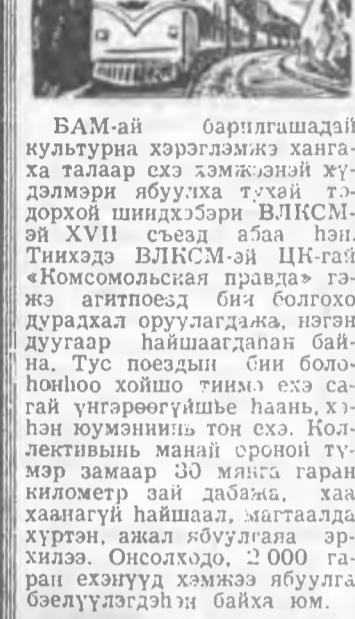 БАМ-ай барилгашадай
культурна хэрэглэмжэ ханга-
ха талаар ехэ хэмжээнэй хү-
дэлмэри ябуулха тухай то-
дорхой шиидхэбэри ВЛКСМ-
эй XVII съезд абаа һэн.
Тиихэдэ ВЛКСМ-эй ЦК-гай
«Комсомольская правда» гэ-
жэ агитпоезд бии болгохо
дурадхал оруулагдажа, нэгэн
дуугаар һайшаагдаһан бай-
на. Тус поездын бии боло-
һонһоо хойшо тиимэ ехэ са-
гай үнгэрөөгүйшье һаань, хэ-
һэн юумэниинь тон ехэ. Кол-
лективынь манай ороной тү-
мэр замаар 30 мянга гаран
километр зай дабажа, хаа
хаанагүй һайшаал, магтаалда
хүртэн, ажал ябуулгаяа эр-
хилээ. Онсолходо, 2 000 га-
ран ехэнүүд хэмжээ ябуулга
бэелүүлэгдэһэн байха юм.